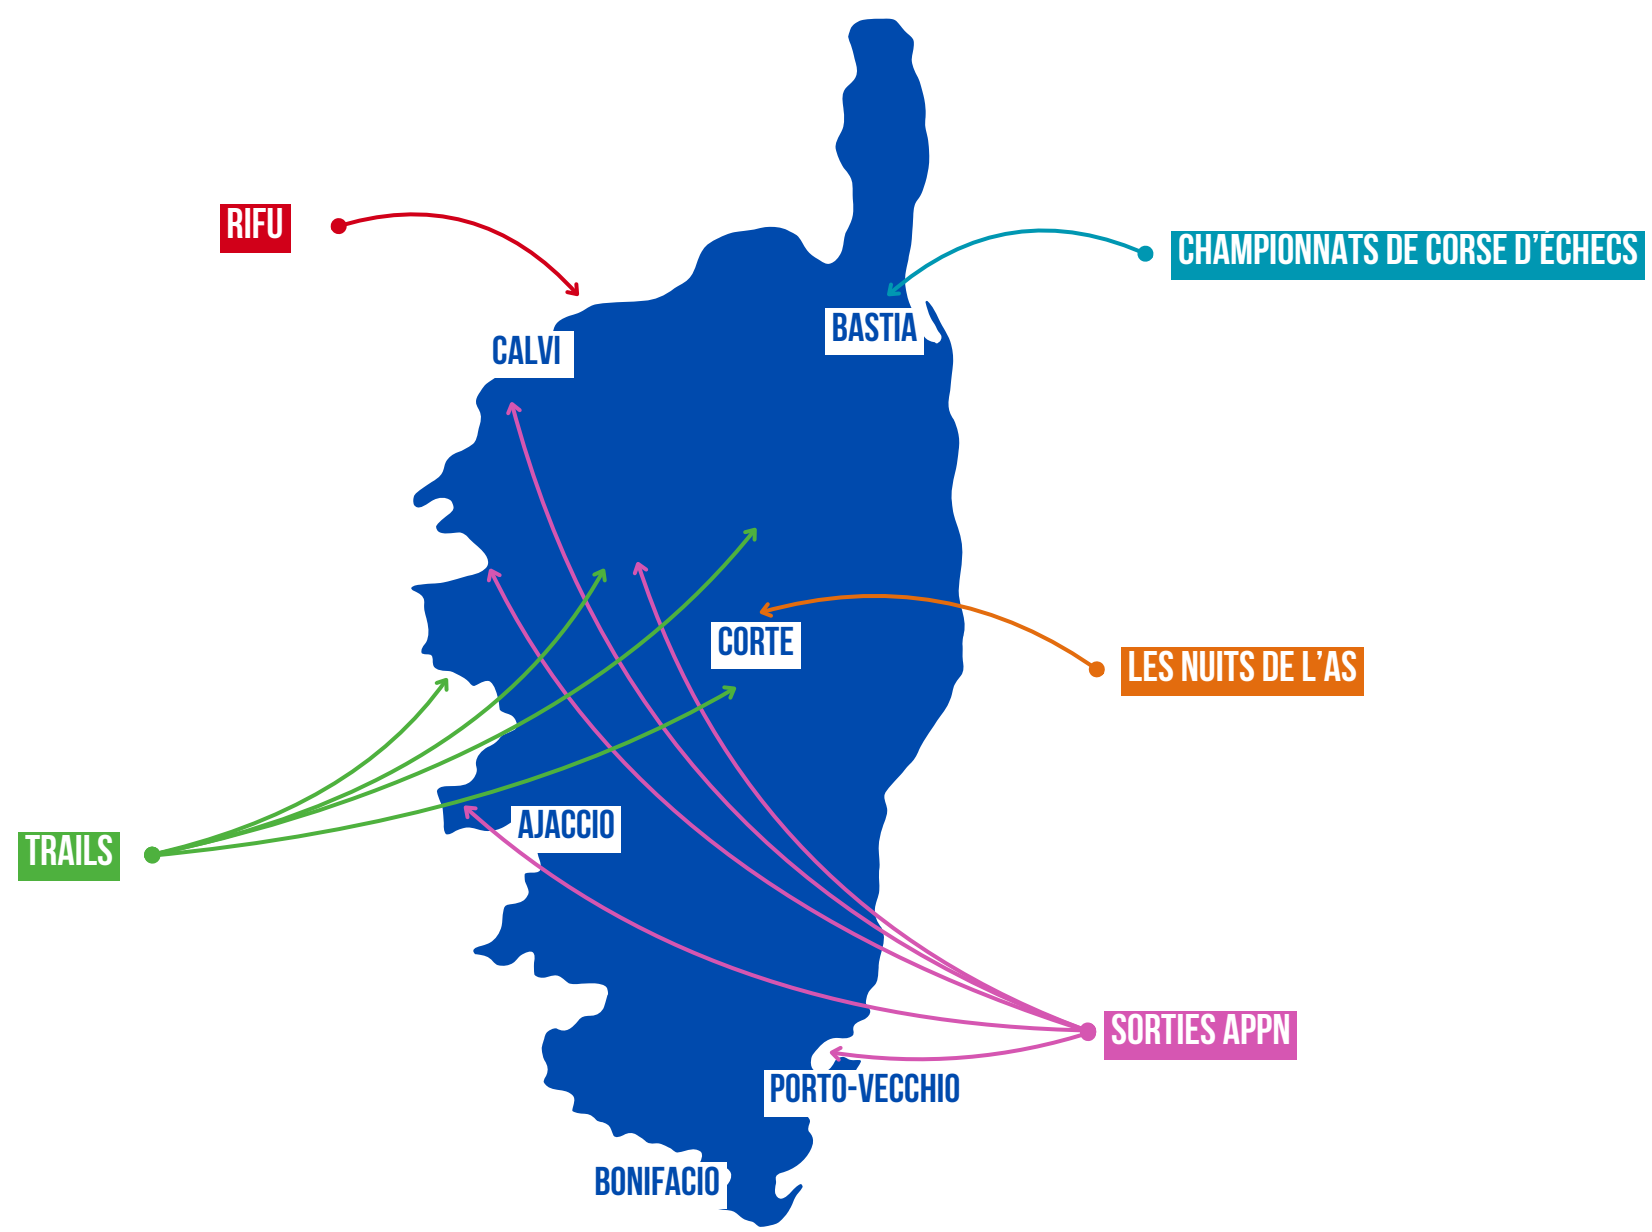 RIFU
CHAMPIONNATS DE CORSE D'ÉCHECS
BASTIA
CALVI
CORTE
LES NUITS DE L'AS
AJACCIO
TRAILS
SORTIES APPN
PORTO-VECCHIO
BONIFACIO